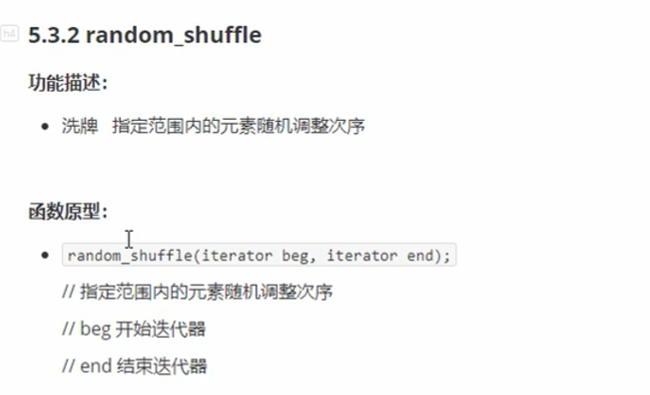 h4
5.3.2 random_shuffle
功能描述：
洗牌 指定范围内的元素随机调整次序
函数原型：
random_shuffle(iterator beg, iterator end);
// 指定范围内的元素随机调整次序
// beg 开始迭代器
// end 结束迭代器